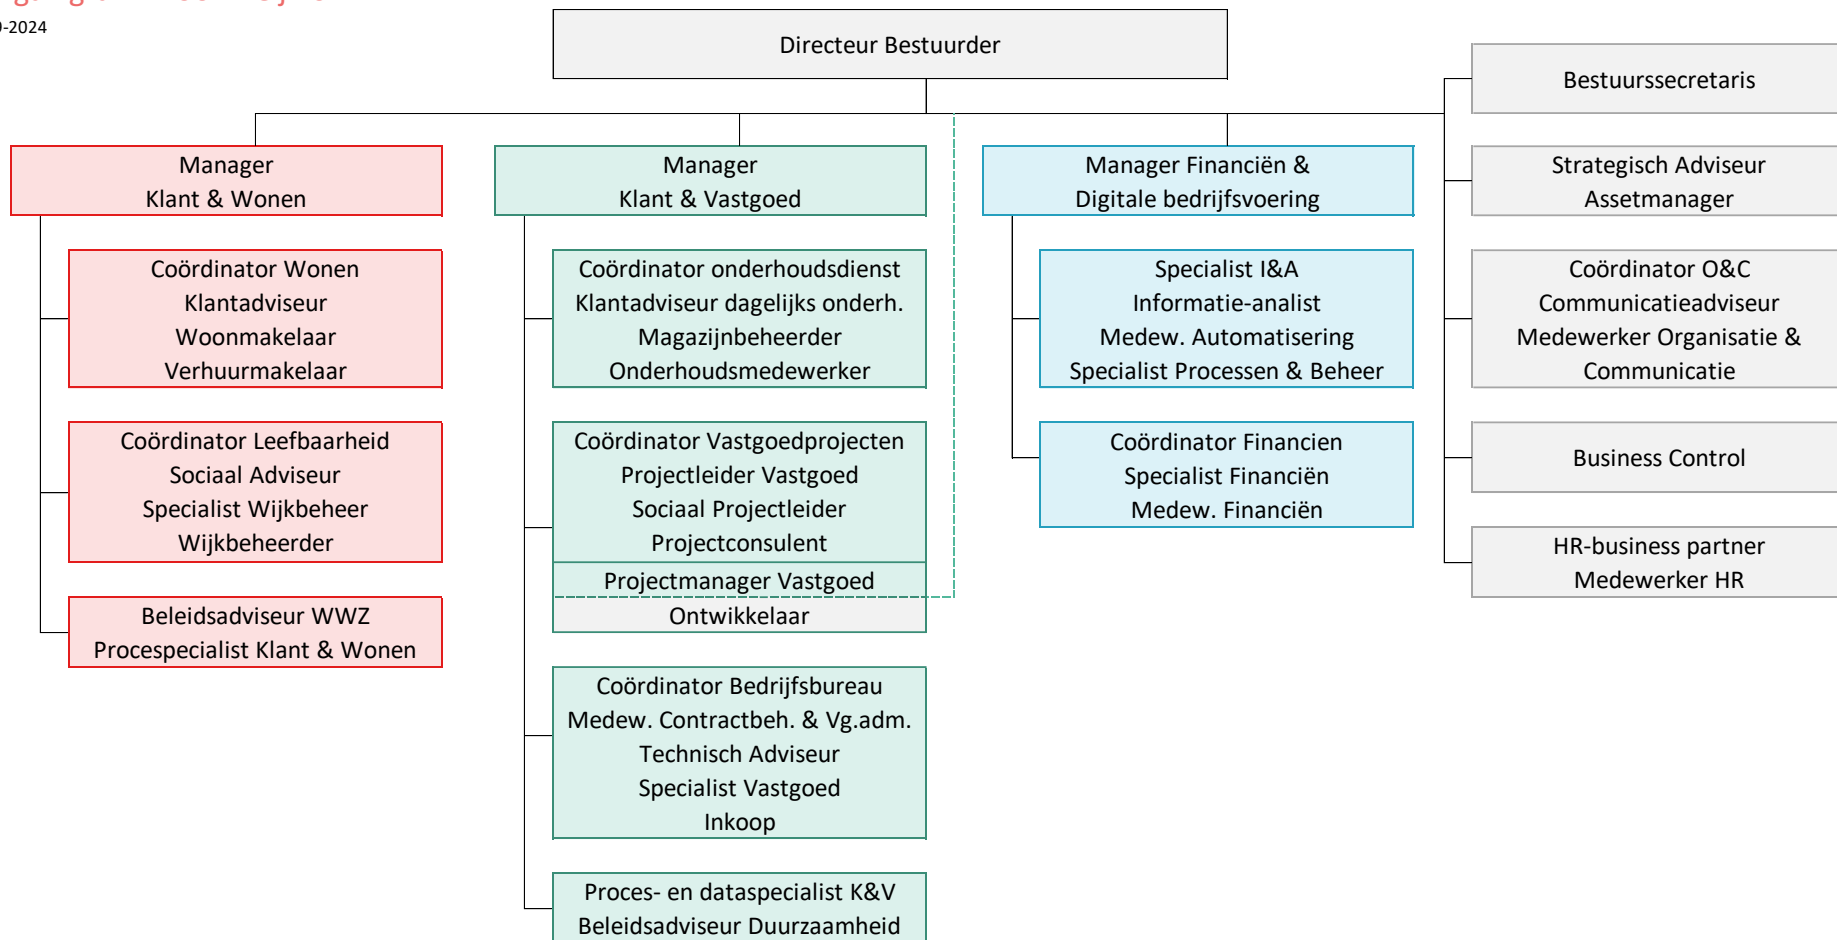 -2024
Directeur Bestuurder
Bestuurssecretaris
Manager
Klant & Wonen
Manager
Klant & Vastgoed
Manager Financiën &
Digitale bedrijfsvoering
Strategisch Adviseur
Assetmanager
Coördinator Wonen
Klantadviseur
Woonmakelaar
Verhuurmakelaar
Coördinator onderhoudsdienst
Klantadviseur dagelijks onderh.
Magazijnbeheerder
Onderhoudsmedewerker
Specialist I&A
Informatie-analist
Medew. Automatisering
Specialist Processen & Beheer
Coördinator O&C
Communicatieadviseur
Medewerker Organisatie &
Communicatie
Coördinator Leefbaarheid
Sociaal Adviseur
Specialist Wijkbeheer
Wijkbeheerder
Coördinator Vastgoedprojecten
Projectleider Vastgoed
Sociaal Projectleider
Projectconsulent
Projectmanager Vastgoed
Ontwikkelaar
Coördinator Financien
Specialist Financiën
Medew. Financiën
Business Control
HR-business partner
Medewerker HR
Beleidsadviseur WWZ
Procespecialist Klant & Wonen
Coördinator Bedrijfsbureau
Medew. Contractbeh. & Vg.adm.
Technisch Adviseur
Specialist Vastgoed
Inkoop
Proces- en dataspecialist K&V
Beleidsadviseur Duurzaamheid